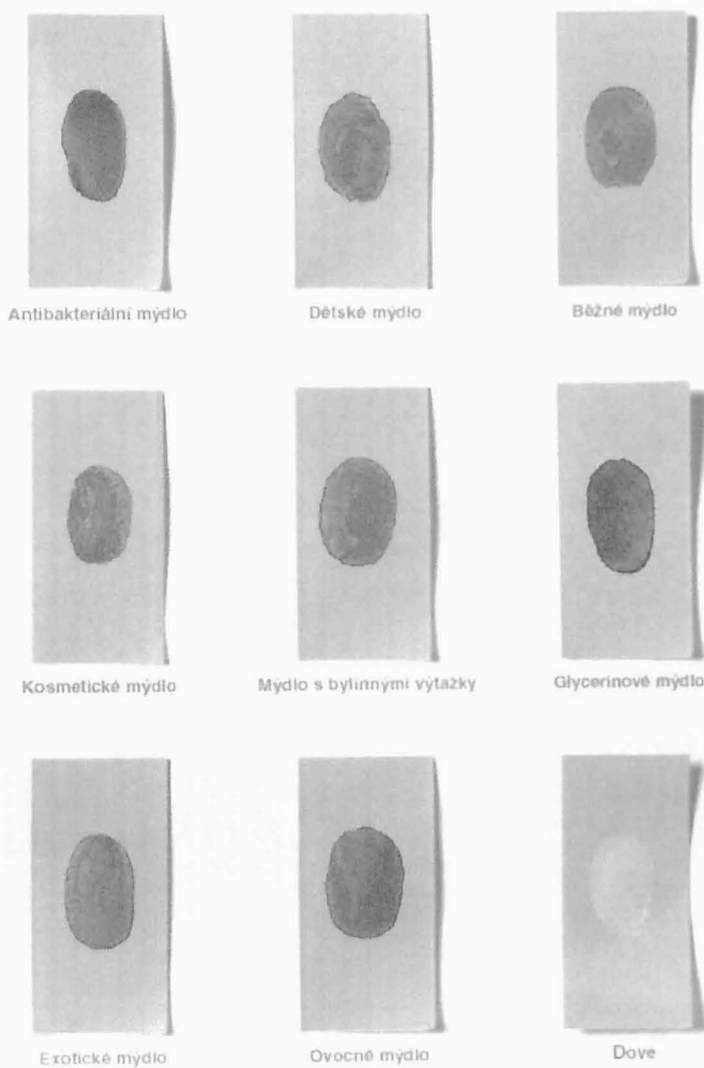 Antibakteriální mýdlo
Dětské mýdlo
Běžné mýdlo
Kosmetické mýdlo
Mýdlo s bylinnými výtažky
Glycerinové mýdlo
Exotické mýdlo
Ovocné mýdlo
Dove